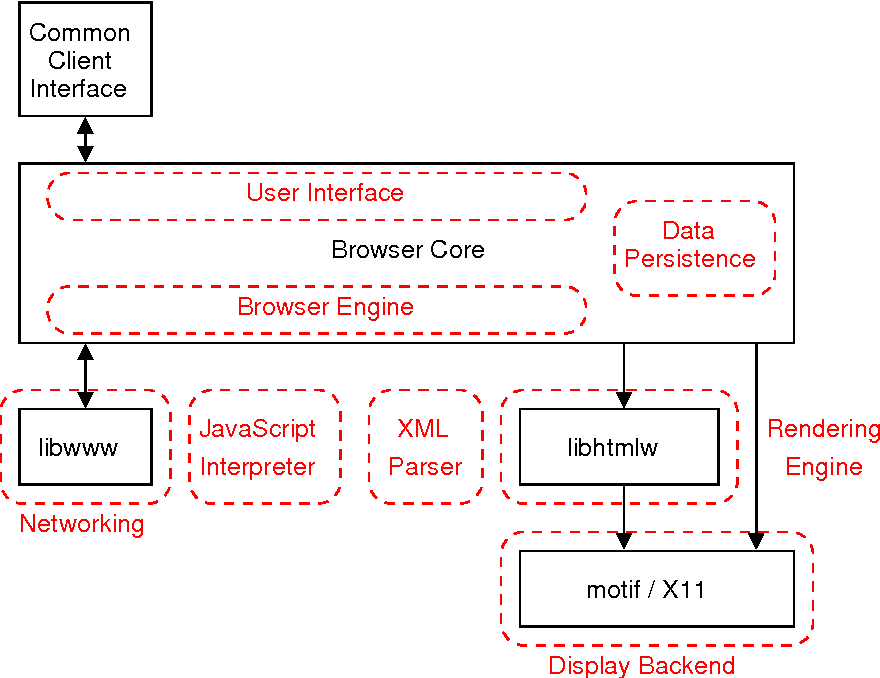 Common
Client
Interface
User Interface
Browser Core
Data
Persistence
Browser Engine
libwww
JavaScript
Interpreter
XML
Parser
libhtmlw
Rendering
Engine
Networking
motif / X11
Display Backend